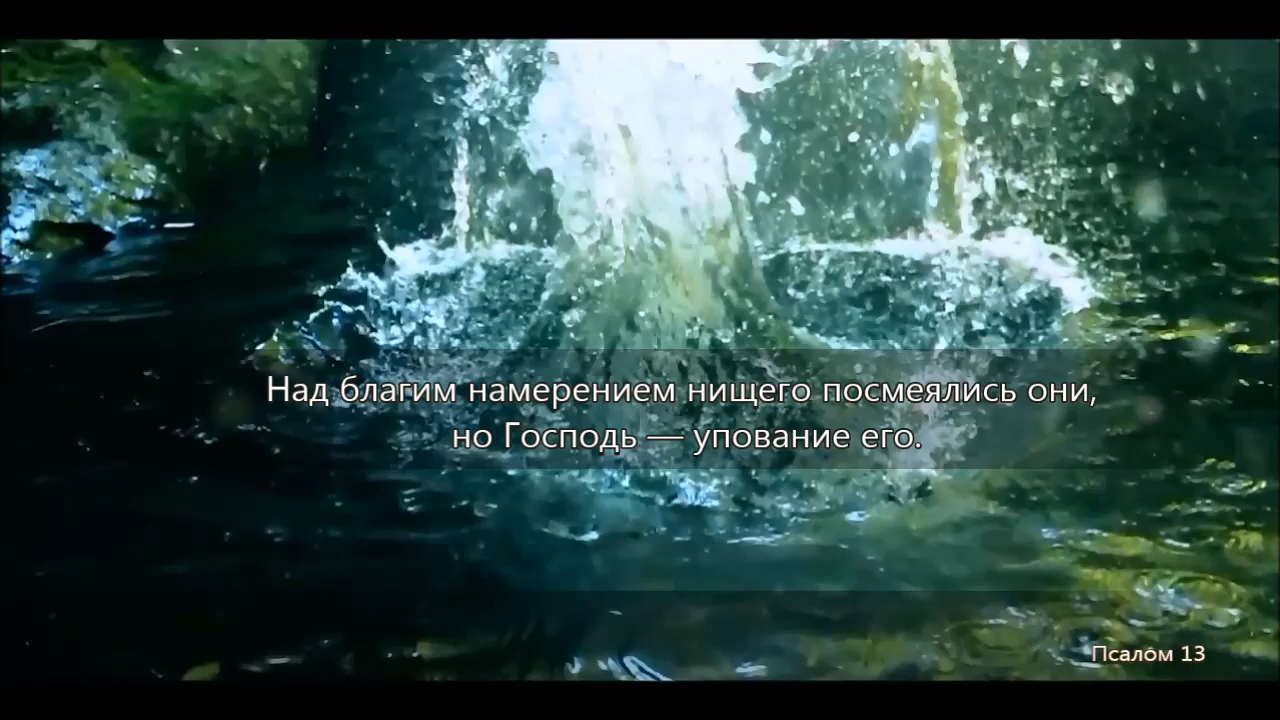 Над благим намерением нищего посмеялись они,
но Господь — упование его.
Псалом 13